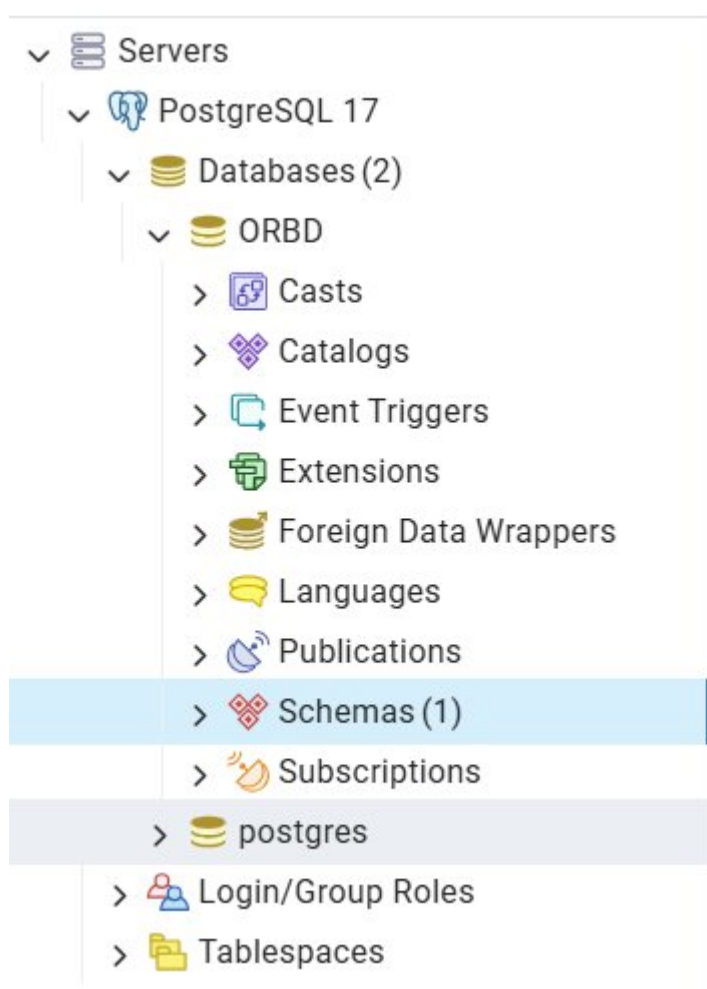 Servers
PostgreSQL 17
Databases (2)
ORBD
Casts
Catalogs
Event Triggers
Extensions
Foreign Data Wrappers
Languages
Publications
Schemas (1)
Subscriptions
postgres
Login/Group Roles
Tablespaces